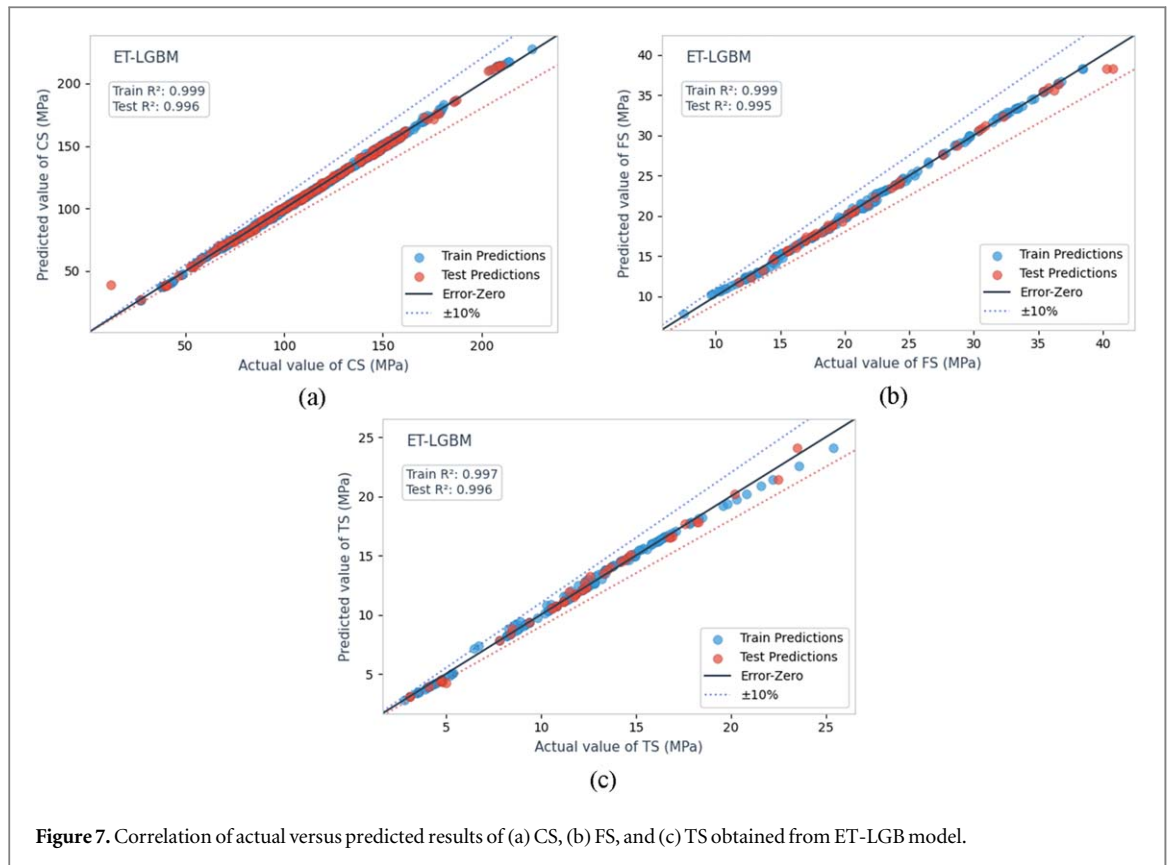 ET-LGBM
Train R²: 0.999
Test R²: 0.996
Predicted value of CS (MPa)
200
150
100
50
Train Predictions
Test Predictions
Error-Zero
±10%
50 100 150 200
Actual value of CS (MPa)
(a)
ET-LGBM
Train R²: 0.999
Test R²: 0.995
Predicted value of FS (MPa)
40
35
30
25
20
15
10
Train Predictions
Test Predictions
Error-Zero
±10%
10 15 20 25 30 35 40
Actual value of FS (MPa)
(b)
ET-LGBM
Train R²: 0.997
Test R²: 0.996
Predicted value of TS (MPa)
25
20
15
10
5
Train Predictions
Test Predictions
Error-Zero
±10%
5 10 15 20 25
Actual value of TS (MPa)
(c)
Figure 7. Correlation of actual versus predicted results of (a) CS, (b) FS, and (c) TS obtained from ET-LGB model.